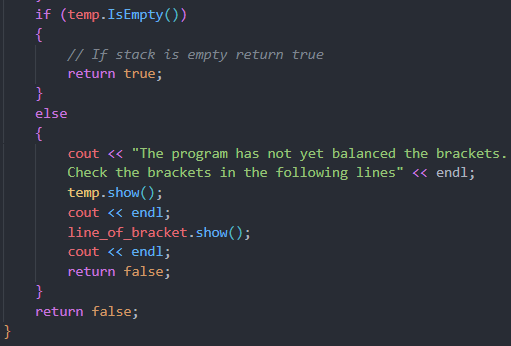 if (temp.IsEmpty())
{
// If stack is empty return true
return true;
}
else
{
cout << "The program has not yet balanced the brackets.
Check the brackets in the following lines" << endl;
temp.show();
cout << endl;
line_of_bracket.show();
cout << endl;
return false;
}
return false;
}